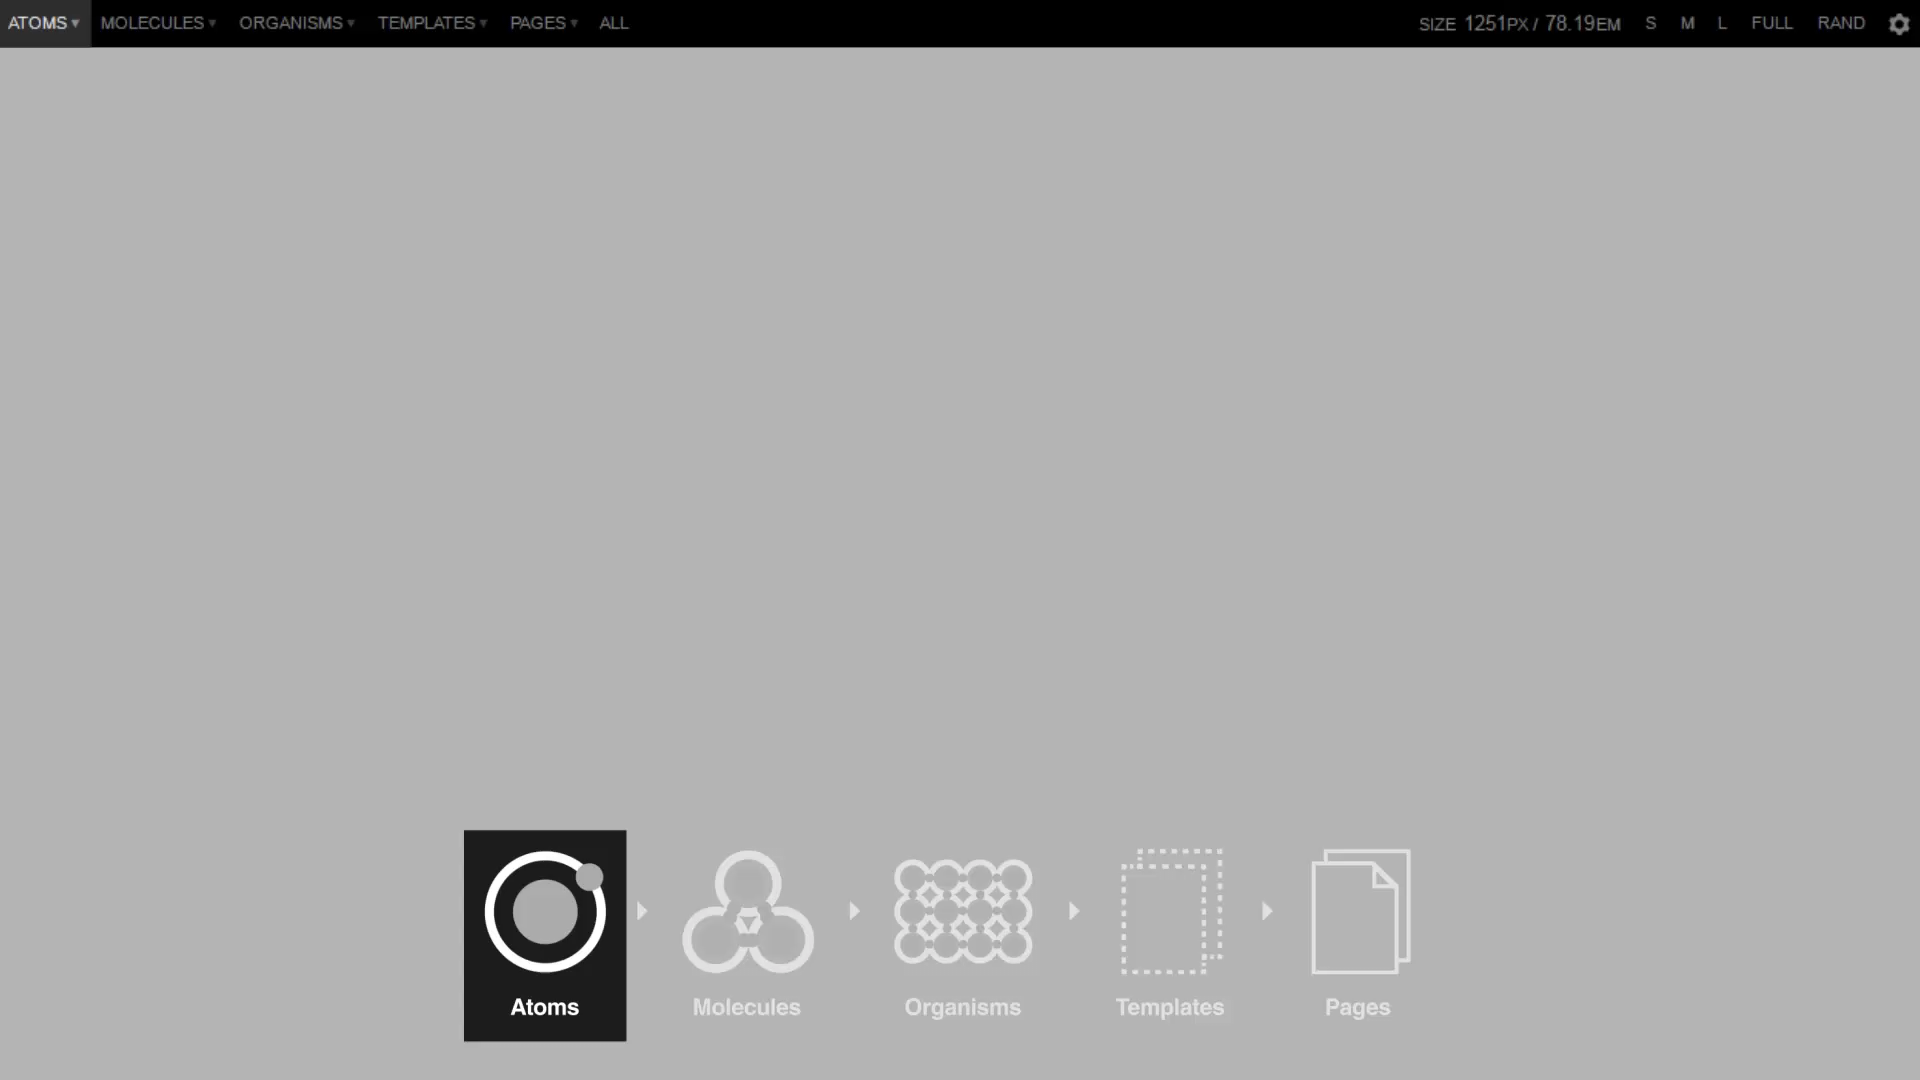 ATOMS▾ MOLECULES▾ ORGANISMS▾ TEMPLATES▾ PAGES▾ ALL SIZE 1251PX / 78.19EM S M L FULL RAND
Atoms Molecules Organisms Templates Pages